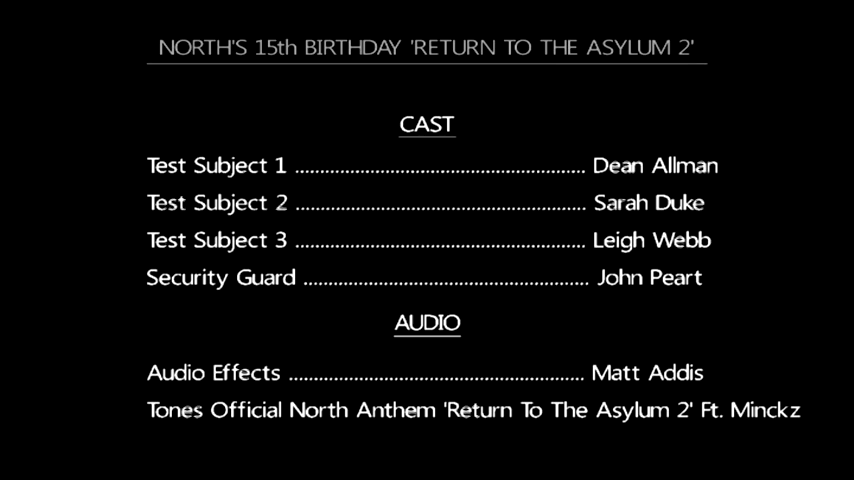 NORTH'S 15th BIRTHDAY 'RETURN TO THE ASYLUM 2'
CAST
Test Subject 1 .................................................... Dean Allman
Test Subject 2 .................................................... Sarah Duke
Test Subject 3 .................................................... Leigh Webb
Security Guard ................................................... John Peart
AUDIO
Audio Effects ..................................................... Matt Addis
Tones Official North Anthem 'Return To The Asylum 2' Ft. Minckz